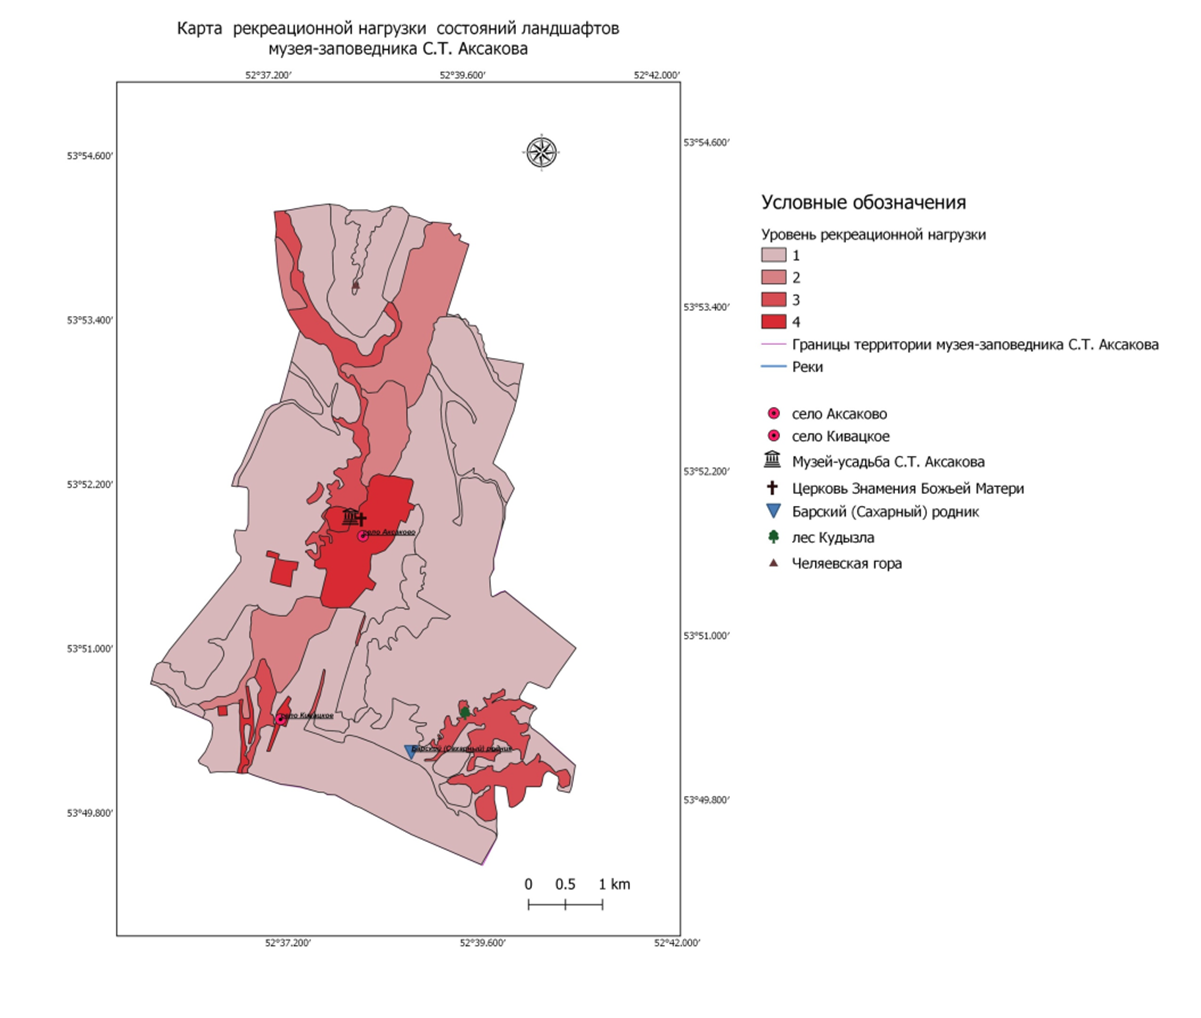 Карта рекреационной нагрузки состояний ландшафтов
музея-заповедника С.Т. Аксакова
52°37.200′ 52°39.600′ 52°42.000′
53°54.600′ 53°54.600′
Условные обозначения
Уровень рекреационной нагрузки
1
2
3
4
53°53.400′ 53°53.400′
Границы территории музея-заповедника С.Т. Аксакова
Реки
село Аксаково
село Кивацкое
Музей-усадьба С.Т. Аксакова
53°52.200′ 53°52.200′
Церковь Знамения Божьей Матери
Барский (Сахарный) родник
село Аксаково
лес Кудызла
Челяевская гора
53°51.000′ 53°51.000′
село Кивацкое
Барский (Сахарный) родник
53°49.800′ 53°49.800′
0 0.5 1 km
52°37.200′ 52°39.600′ 52°42.000′